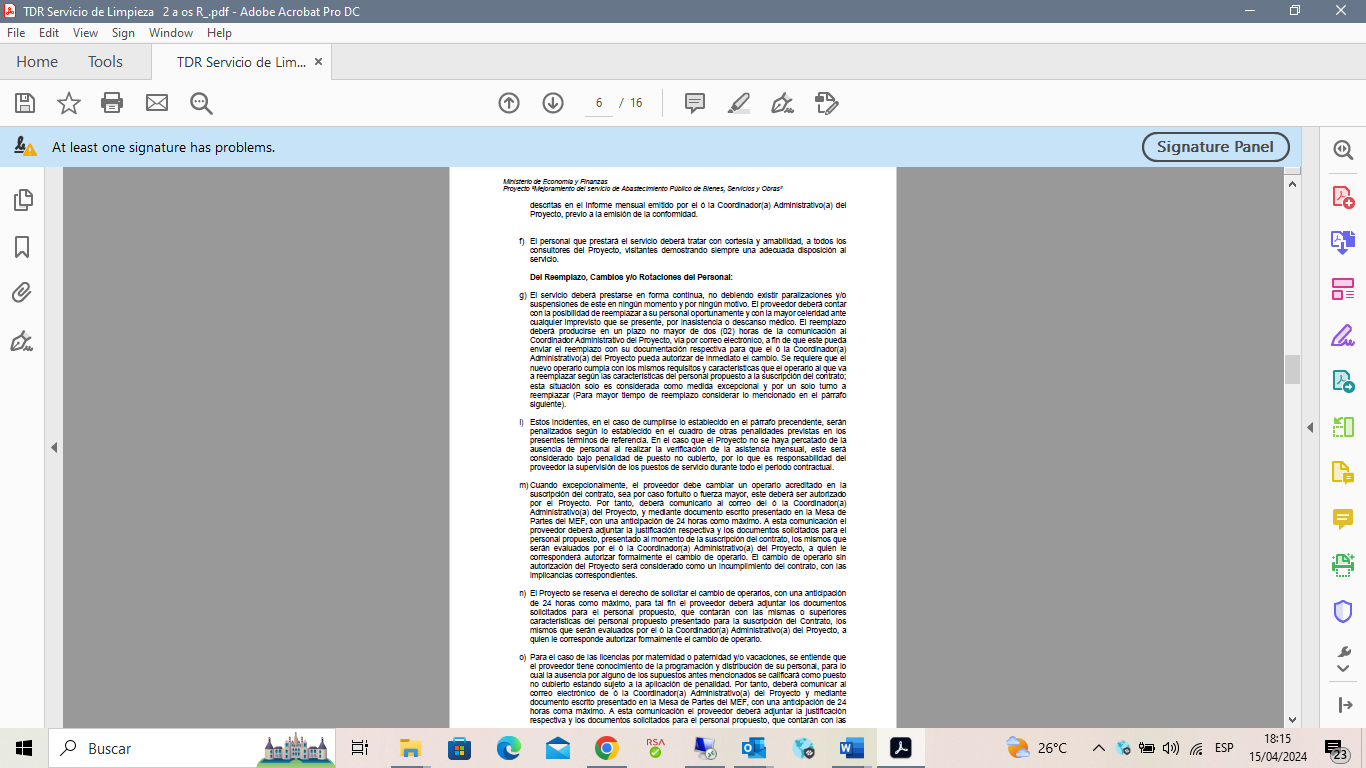 TDR Servicio de Limpieza   2 a os R_.pdf - Adobe Acrobat Pro DC
File Edit View Sign Window Help
Home Tools TDR Servicio de Lim... ×
6 / 16
At least one signature has problems.
Signature Panel
Ministerio de Economía y Finanzas
Proyecto "Mejoramiento del servicio de Abastecimiento Público de Bienes, Servicios y Obras"
descritas en el informe mensual emitido por el ó la Coordinador(a) Administrativo(a) del
Proyecto, previo a la emisión de la conformidad.
f) El personal que prestará el servicio deberá tratar con cortesía y amabilidad, a todos los
consultores del Proyecto, visitantes demostrando siempre una adecuada disposición al
servicio.
Del Reemplazo, Cambios y/o Rotaciones del Personal:
g) El servicio deberá prestarse en forma continua, no debiendo existir paralizaciones y/o
suspensiones de este en ningún momento y por ningún motivo. El proveedor deberá contar
con la posibilidad de reemplazar a su personal oportunamente y con la mayor celeridad ante
cualquier imprevisto que se presente, por inasistencia o descanso médico. El reemplazo
deberá producirse en un plazo no mayor de dos (02) horas de la comunicación al
Coordinador Administrativo del Proyecto, vía por correo electrónico, a fin de que este pueda
enviar el reemplazo con su documentación respectiva para que el ó la Coordinador(a)
Administrativo(a) del Proyecto pueda autorizar de inmediato el cambio. Se requiere que el
nuevo operario cumpla con los mismos requisitos y características que el operario al que va
a reemplazar según las características del personal propuesto a la suscripción del contrato;
esta situación solo es considerada como medida excepcional y por un solo turno a
reemplazar (Para mayor tiempo de reemplazo considerar lo mencionado en el párrafo
siguiente).
l) Estos incidentes, en el caso de cumplirse lo establecido en el párrafo precendente, serán
penalizados según lo establecido en el cuadro de otras penalidades previstas en los
presentes términos de referencia. En el caso que el Proyecto no se haya percatado de la
ausencia de personal al realizar la verificación de la asistencia mensual, este será
considerado bajo penalidad de puesto no cubierto, por lo que es responsabilidad del
proveedor la supervisión de los puestos de servicio durante todo el periodo contractual.
m) Cuando excepcionalmente, el proveedor debe cambiar un operario acreditado en la
suscripción del contrato, sea por caso fortuito o fuerza mayor, este deberá ser autorizado
por el Proyecto. Por tanto, deberá comunicarlo al correo del ó la Coordinador(a)
Administrativo(a) del Proyecto, y mediante documento escrito presentado en la Mesa de
Partes del MEF, con una anticipación de 24 horas como máximo. A esta comunicación el
proveedor deberá adjuntar la justificación respectiva y los documentos solicitados para el
personal propuesto, presentado al momento de la suscripción del contrato, los mismos que
serán evaluados por el ó la Coordinador(a) Administrativo(a) del Proyecto, a quien le
corresponderá autorizar formalmente el cambio de operario. El cambio de operario sin
autorización del Proyecto será considerado como un incumplimiento del contrato, con las
implicancias correspondientes.
n) El Proyecto se reserva el derecho de solicitar el cambio de operarios, con una anticipación
de 24 horas como máximo, para tal fin el proveedor deberá adjuntar los documentos
solicitados para el personal propuesto, que contarán con las mismas o superiores
características del personal propuesto presentado para la suscripción del Contrato, los
mismos que serán evaluados por el ó la Coordinador(a) Administrativo(a) del Proyecto, a
quien le corresponde autorizar formalmente el cambio de operario.
o) Para el caso de las licencias por maternidad o paternidad y/o vacaciones, se entiende que
el proveedor tiene conocimiento de la programación y distribución de su personal, para lo
cual la ausencia por alguno de los supuestos antes mencionados se calificará como puesto
no cubierto estando sujeto a la aplicación de penalidad. Por tanto, deberá comunicar al
correo electrónico de ó la Coordinador(a) Administrativo(a) del Proyecto y mediante
documento escrito presentado en la Mesa de Partes del MEF, con una anticipación de 24
horas coma máximo. A esta comunicación el proveedor deberá adjuntar la justificación
respectiva y los documentos solicitados para el personal propuesto, que contarán con las
Buscar
RSA
26°C
ESP
18:15
15/04/2024
23